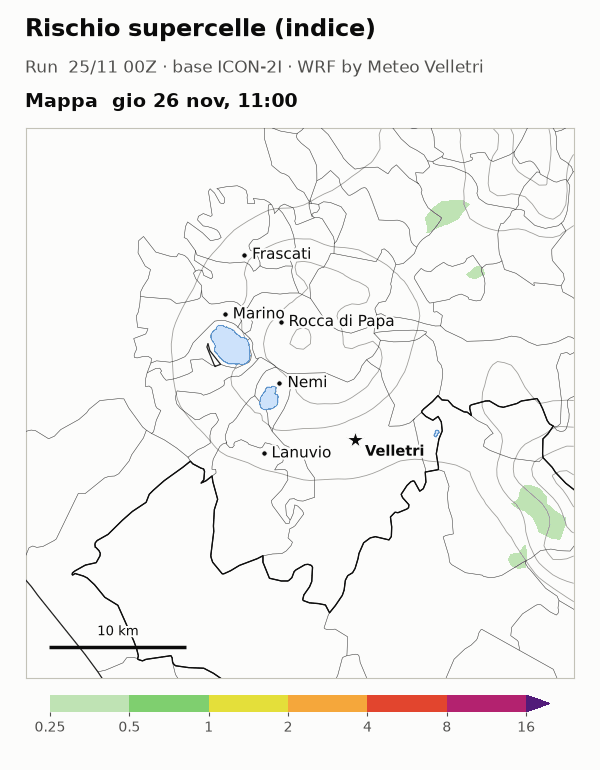 Rischio supercelle (indice)
Run  25/11 00Z · base ICON-2I · WRF by Meteo Velletri
Mappa  gio 26 nov, 11:00
Frascati
Marino
Rocca di Papa
Nemi
Velletri
Lanuvio
10 km
0.25 0.5 1 2 4 8 16